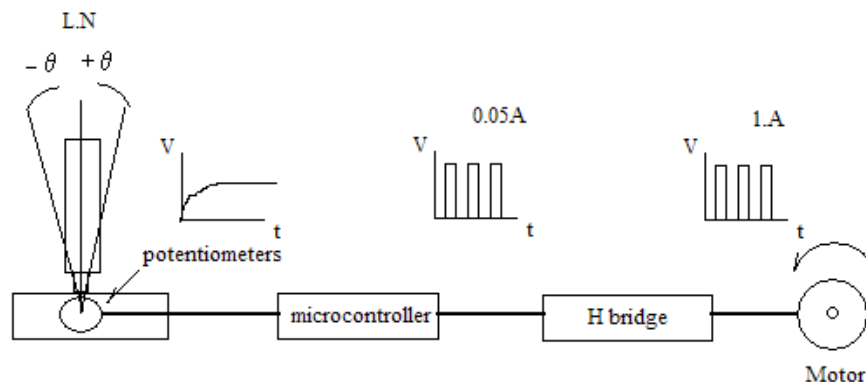 L.N
– θ + θ
0.05A
1.A
V
V
V
t
t
t
potentiometers
microcontroller
H bridge
Motor